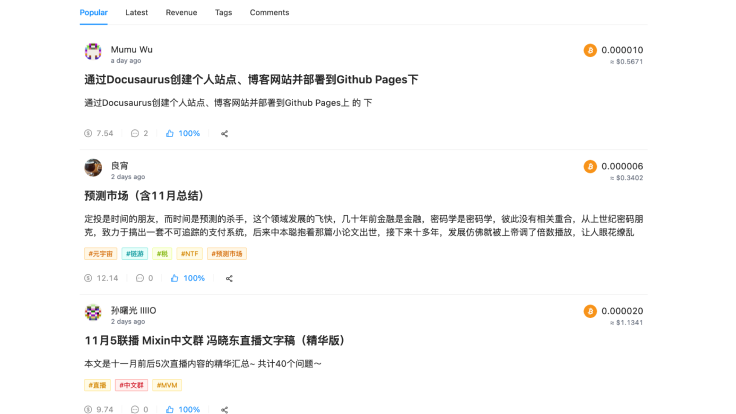 Popular Latest Revenue Tags Comments
Mumu Wu 0.000010
a day ago ≈ $0.5671
通过Docusaurus创建个人站点、博客网站并部署到Github Pages下
通过Docusaurus创建个人站点、博客网站并部署到Github Pages上 的 下
7.54 2 100%
良宵 0.000006
2 days ago ≈ $0.3402
预测市场（含11月总结）
定投是时间的朋友，而时间是预测的杀手，这个领域发展的飞快，几十年前金融是金融，密码学是密码学，彼此没有相关重合，从上世纪密码朋
克，致力于搞出一套不可追踪的支付系统，后来中本聪抱着那篇小论文出世，接下来十多年，发展仿佛就被上帝调了倍数播放，让人眼花缭乱
#元宇宙 #链游 #机 #NTF #预测市场
12.14 0 100%
孙曙光 IIIIO 0.000020
2 days ago ≈ $1.1341
11月5联播 Mixin中文群 冯晓东直播文字稿（精华版）
本文是十一月前后5次直播内容的精华汇总~ 共计40个问题～
#直播 #中文群 #MVM
9.74 0 100%